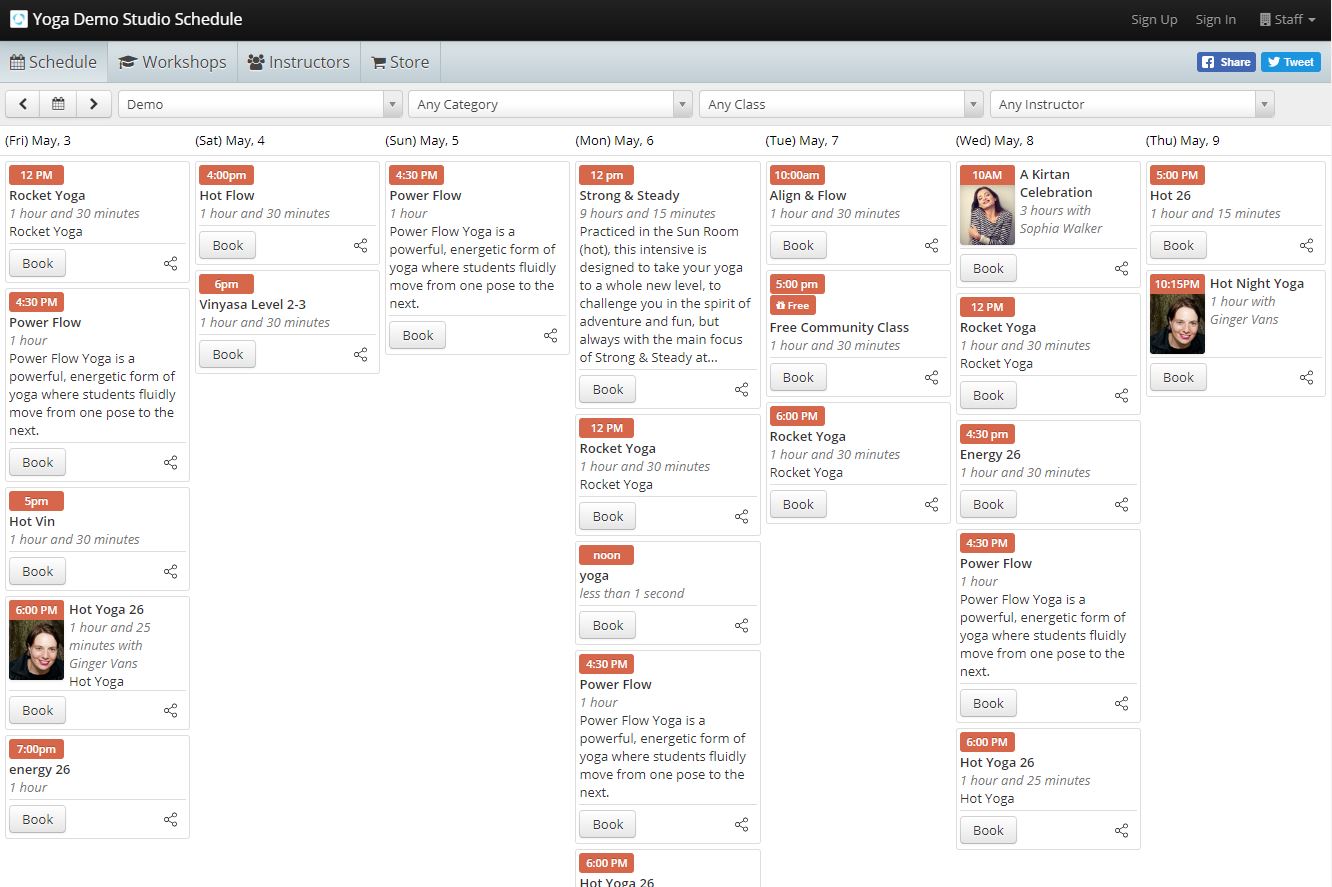 Yoga Demo Studio Schedule
Sign Up
Sign In
Staff
Schedule
Workshops
Instructors
Store
Share
Tweet
Demo
Any Category
Any Class
Any Instructor
(Fri) May, 3
(Sat) May, 4
(Sun) May, 5
(Mon) May, 6
(Tue) May, 7
(Wed) May, 8
(Thu) May, 9
12 PM
Rocket Yoga
1 hour and 30 minutes
Rocket Yoga
Book
4:30 PM
Power Flow
1 hour
Power Flow Yoga is a
powerful, energetic form of
yoga where students fluidly
move from one pose to the
next.
Book
5pm
Hot Vin
1 hour and 30 minutes
Book
6:00 PM
Hot Yoga 26
1 hour and 25
minutes with
Ginger Vans
Hot Yoga
Book
7:00pm
energy 26
1 hour
Book
4:00pm
Hot Flow
1 hour and 30 minutes
Book
6pm
Vinyasa Level 2-3
1 hour and 30 minutes
Book
4:30 PM
Power Flow
1 hour
Power Flow Yoga is a
powerful, energetic form of
yoga where students fluidly
move from one pose to the
next.
Book
12 pm
Strong & Steady
9 hours and 15 minutes
Practiced in the Sun Room
(hot), this intensive is
designed to take your yoga
to a whole new level, to
challenge you in the spirit of
adventure and fun, but
always with the main focus
of Strong & Steady at...
Book
12 PM
Rocket Yoga
1 hour and 30 minutes
Rocket Yoga
Book
noon
yoga
less than 1 second
Book
4:30 PM
Power Flow
1 hour
Power Flow Yoga is a
powerful, energetic form of
yoga where students fluidly
move from one pose to the
next.
Book
6:00 PM
Hot Yoga 26
10:00am
Align & Flow
1 hour and 30 minutes
Book
5:00 pm
Free
Free Community Class
1 hour and 30 minutes
Book
6:00 PM
Rocket Yoga
1 hour and 30 minutes
Rocket Yoga
Book
10AM
A Kirtan
Celebration
3 hours with
Sophia Walker
Book
12 PM
Rocket Yoga
1 hour and 30 minutes
Rocket Yoga
Book
4:30 pm
Energy 26
1 hour and 30 minutes
Book
4:30 PM
Power Flow
1 hour
Power Flow Yoga is a
powerful, energetic form of
yoga where students fluidly
move from one pose to the
next.
Book
6:00 PM
Hot Yoga 26
1 hour and 25 minutes
Hot Yoga
Book
5:00 PM
Hot 26
1 hour and 15 minutes
Book
10:15PM
Hot Night Yoga
1 hour with
Ginger Vans
Book